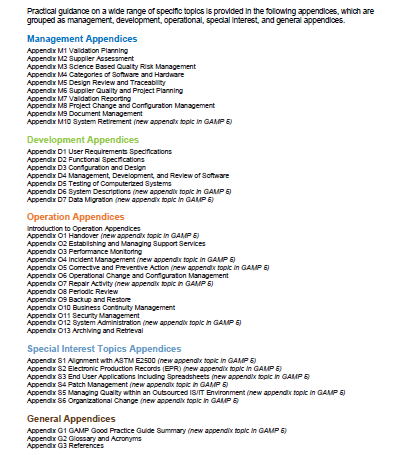 Practical guidance on a wide range of specific topics is provided in the following appendices, which are
grouped as management, development, operational, special interest, and general appendices.
Management Appendices
Appendix M1 Validation Planning
Appendix M2 Supplier Assessment
Appendix M3 Science Based Quality Risk Management
Appendix M4 Categories of Software and Hardware
Appendix M5 Design Review and Traceability
Appendix M6 Supplier Quality and Project Planning
Appendix M7 Validation Reporting
Appendix M8 Project Change and Configuration Management
Appendix M9 Document Management
Appendix M10 System Retirement (new appendix topic in GAMP 5)
Development Appendices
Appendix D1 User Requirements Specifications
Appendix D2 Functional Specifications
Appendix D3 Configuration and Design
Appendix D4 Management, Development, and Review of Software
Appendix D5 Testing of Computerized Systems
Appendix D6 System Descriptions (new appendix topic in GAMP 5)
Appendix D7 Data Migration (new appendix topic in GAMP 5)
Operation Appendices
Introduction to Operation Appendices
Appendix O1 Handover (new appendix topic in GAMP 5)
Appendix O2 Establishing and Managing Support Services
Appendix O3 Performance Monitoring
Appendix O4 Incident Management (new appendix topic in GAMP 5)
Appendix O5 Corrective and Preventive Action (new appendix topic in GAMP 5)
Appendix O6 Operational Change and Configuration Management
Appendix O7 Repair Activity (new appendix topic in GAMP 5)
Appendix O8 Periodic Review
Appendix O9 Backup and Restore
Appendix O10 Business Continuity Management
Appendix O11 Security Management
Appendix O12 System Administration (new appendix topic in GAMP 5)
Appendix O13 Archiving and Retrieval
Special Interest Topics Appendices
Appendix S1 Alignment with ASTM E2500 (new appendix topic in GAMP 5)
Appendix S2 Electronic Production Records (EPR) (new appendix topic in GAMP 5)
Appendix S3 End User Applications Including Spreadsheets (new appendix topic in GAMP 5)
Appendix S4 Patch Management (new appendix topic in GAMP 5)
Appendix S5 Managing Quality within an Outsourced IS/IT Environment (new appendix topic in GAMP 5)
Appendix S6 Organizational Change (new appendix topic in GAMP 5)
General Appendices
Appendix G1 GAMP Good Practice Guide Summary (new appendix topic in GAMP 5)
Appendix G2 Glossary and Acronyms
Appendix G3 References